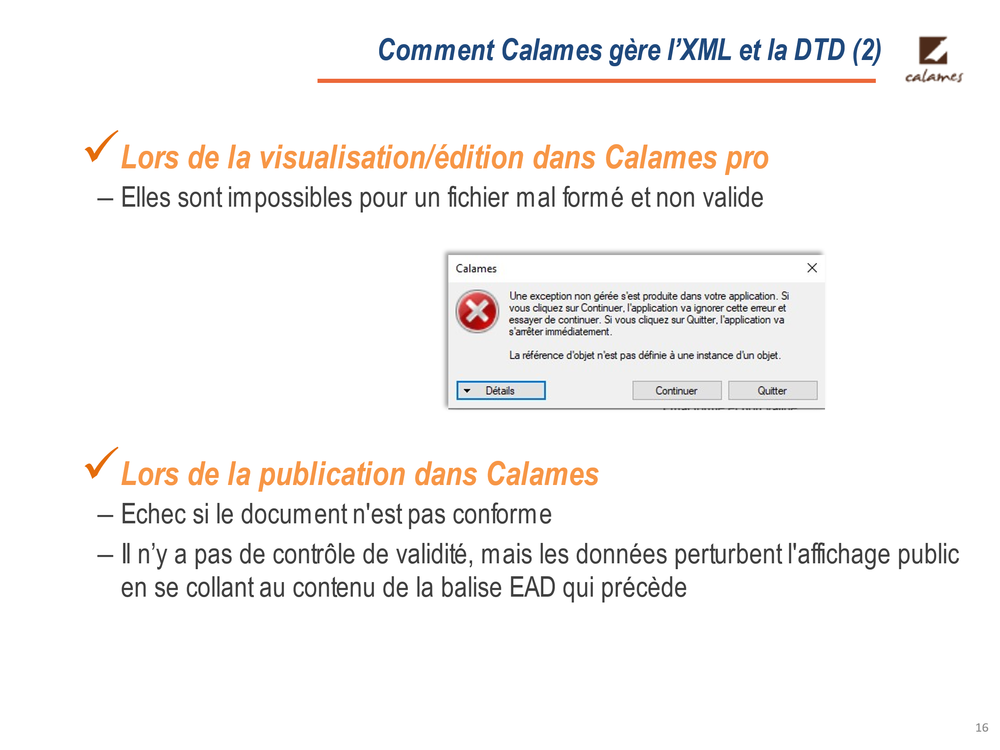 Comment Calames gère l’XML et la DTD (2)
calames
Lors de la visualisation/édition dans Calames pro
– Elles sont impossibles pour un fichier mal formé et non valide
Calames
Une exception non gérée s'est produite dans votre application. Si
vous cliquez sur Continuer, l'application va ignorer cette erreur et
essayer de continuer. Si vous cliquez sur Quitter, l'application va
s'arrêter immédiatement.
La référence d'objet n'est pas définie à une instance d'un objet.
Détails
Continuer
Quitter
Lors de la publication dans Calames
– Echec si le document n'est pas conforme
– Il n’y a pas de contrôle de validité, mais les données perturbent l'affichage public
en se collant au contenu de la balise EAD qui précède
16